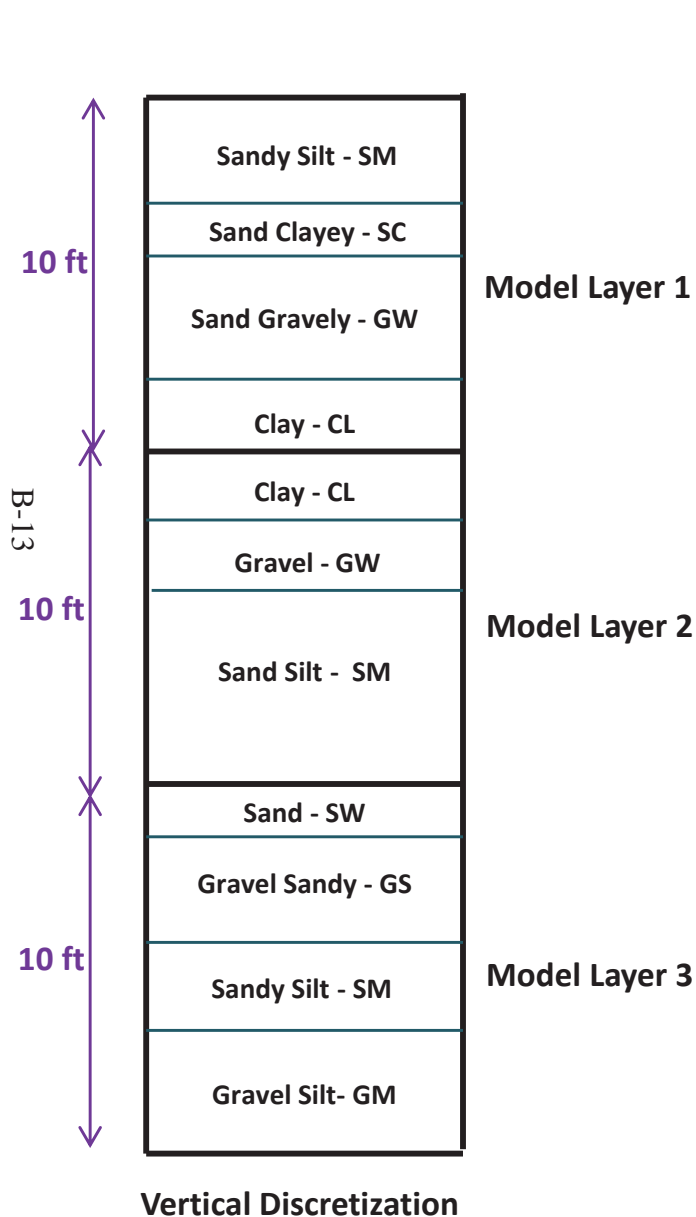 Sandy Silt - SM
Sand Clayey - SC
10 ft
Model Layer 1
Sand Gravely - GW
Clay - CL
Clay - CL
B-13
Gravel - GW
10 ft
Model Layer 2
Sand Silt - SM
Sand - SW
Gravel Sandy - GS
10 ft
Model Layer 3
Sandy Silt - SM
Gravel Silt- GM
Vertical Discretization